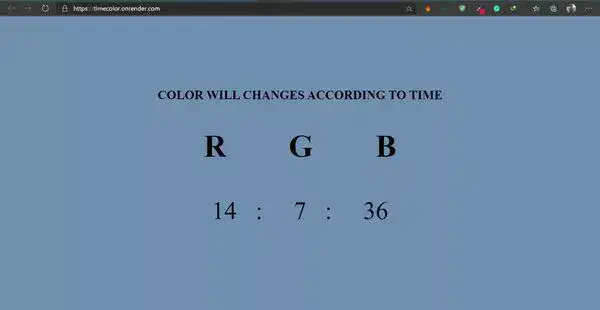 https://timecolor.onrender.com
COLOR WILL CHANGES ACCORDING TO TIME
R G B
14 : 7 : 36